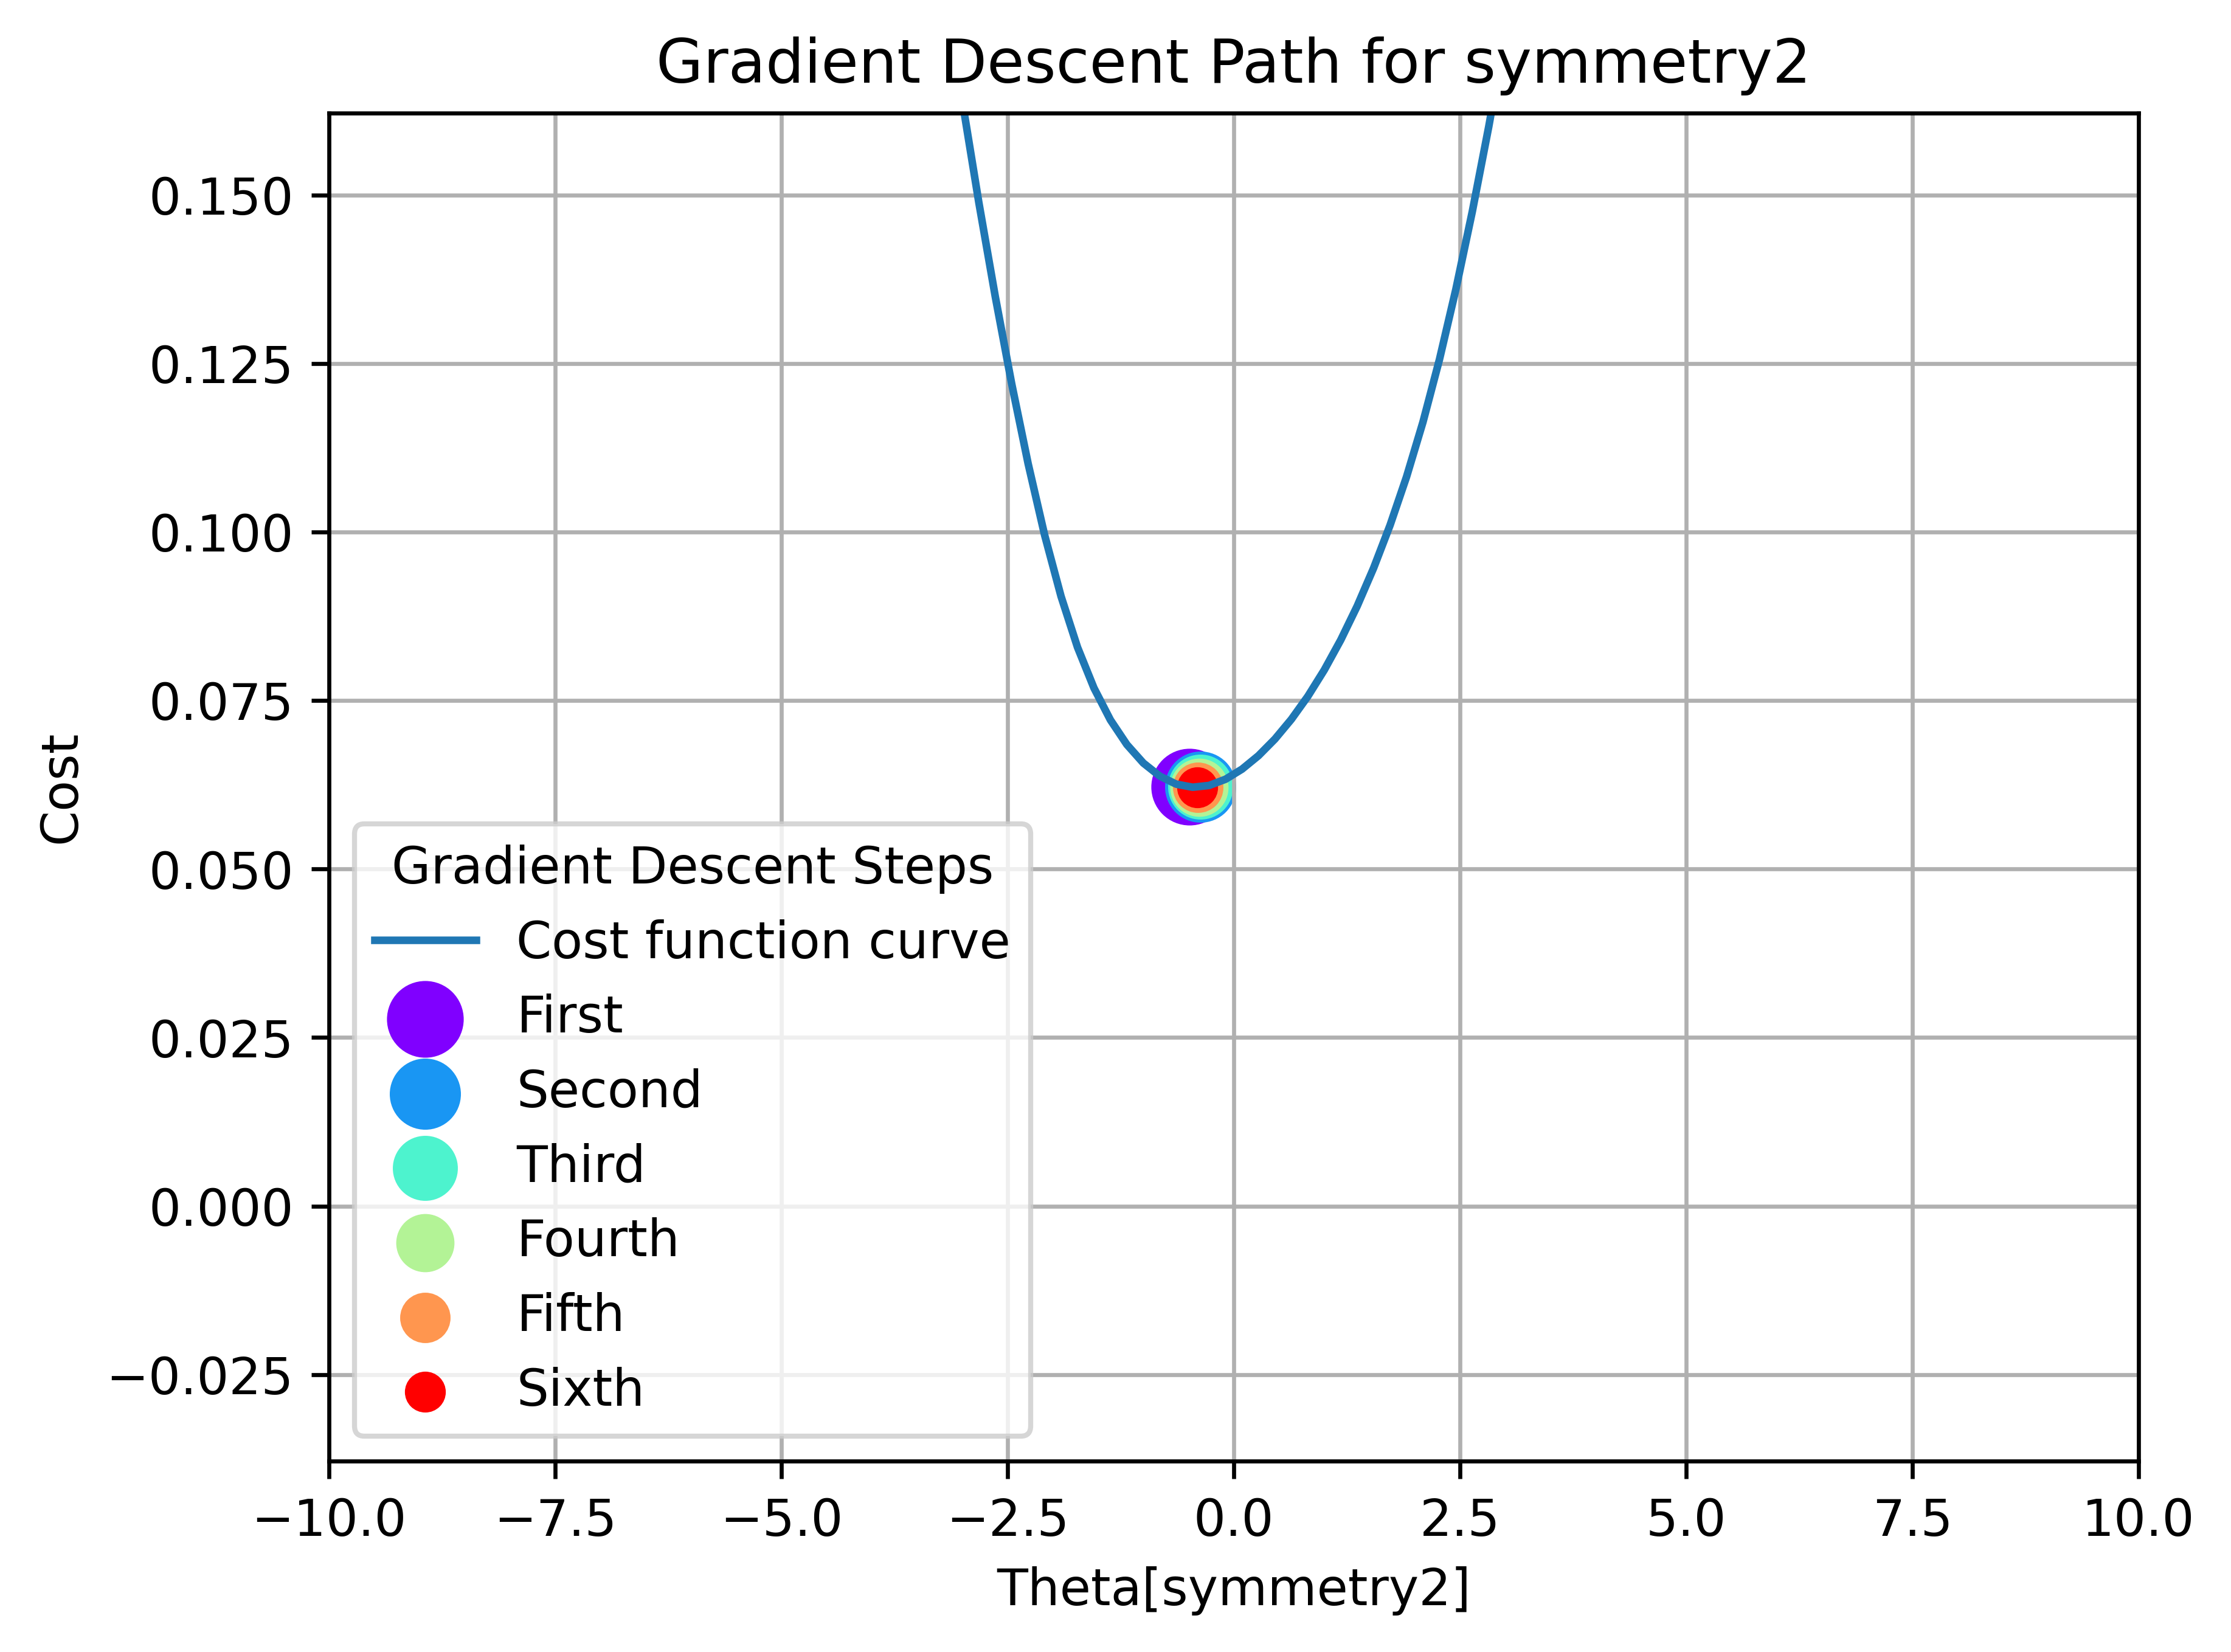 Gradient Descent Path for symmetry2
Cost
0.150
0.125
0.100
0.075
0.050
0.025
0.000
−0.025
Gradient Descent Steps
Cost function curve
First
Second
Third
Fourth
Fifth
Sixth
−10.0 −7.5 −5.0 −2.5 0.0 2.5 5.0 7.5 10.0
Theta[symmetry2]